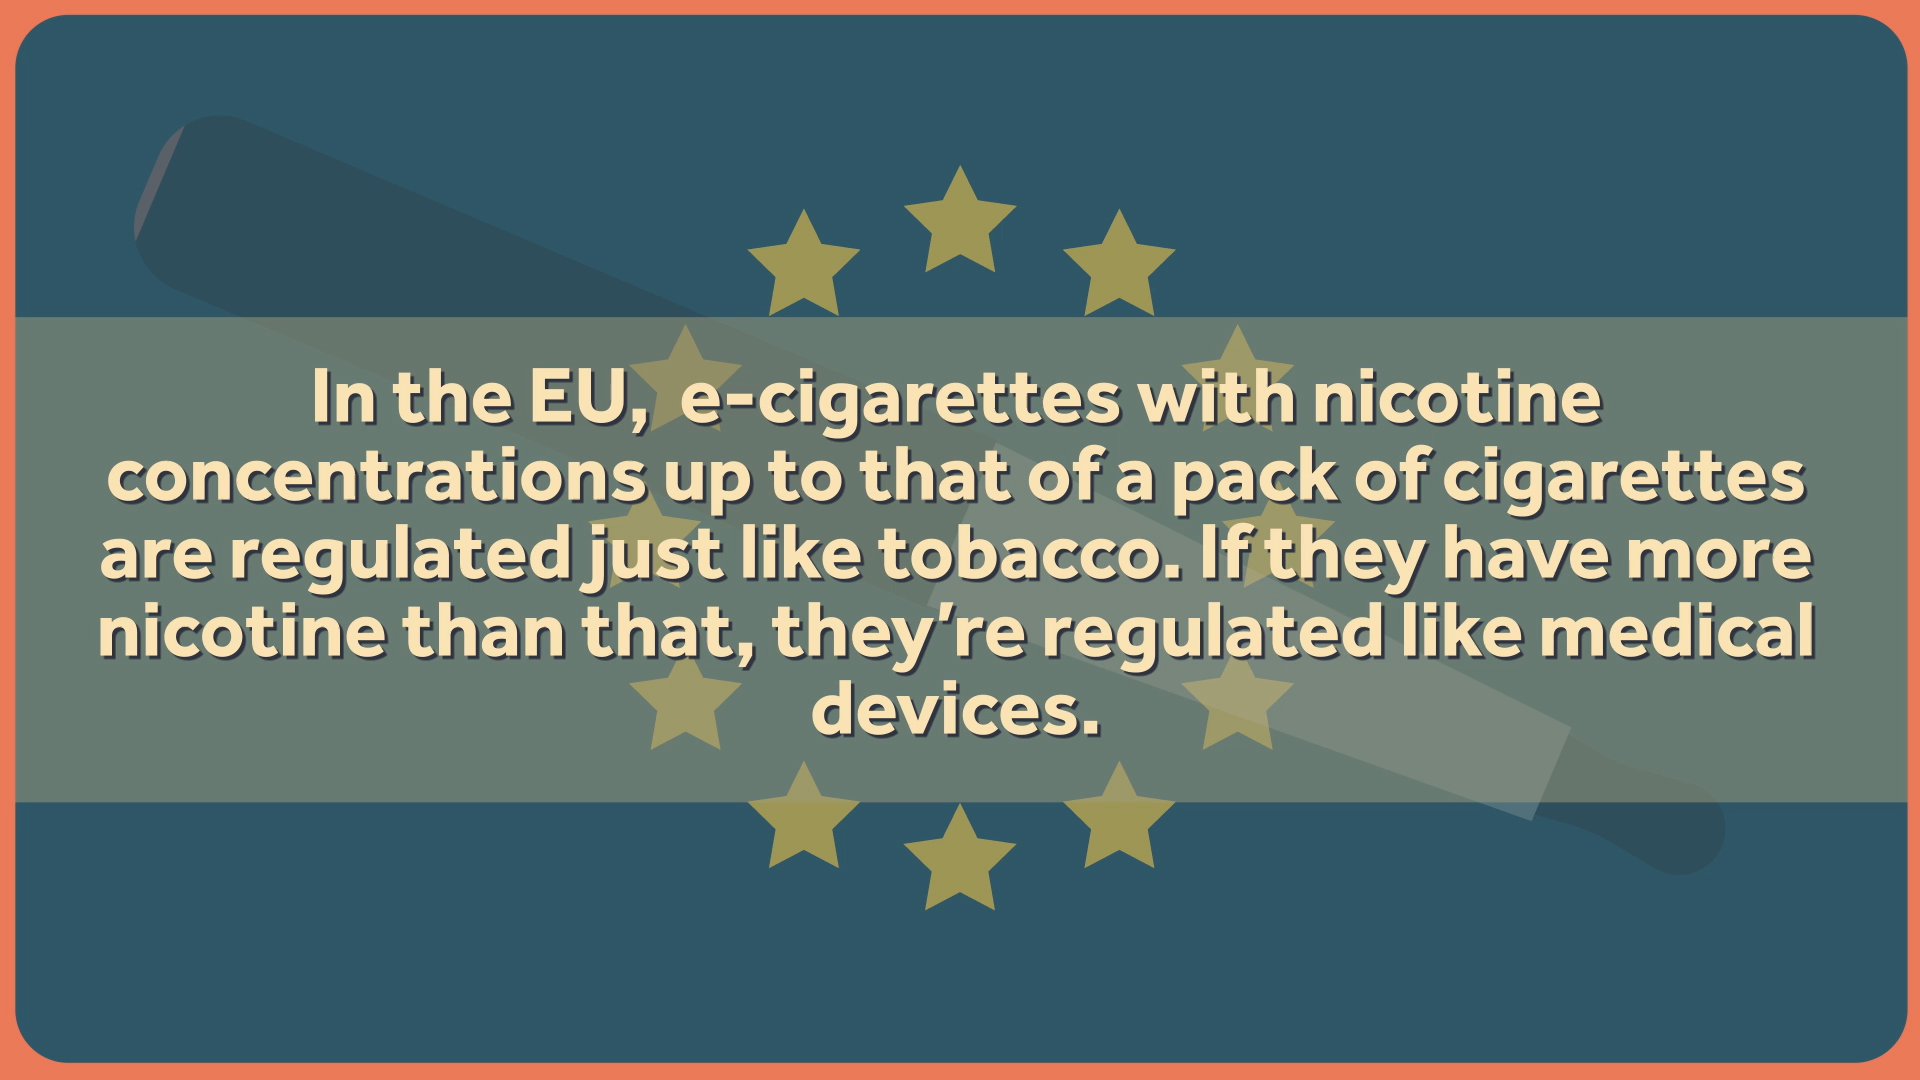 In the EU,  e-cigarettes with nicotine
concentrations up to that of a pack of cigarettes
are regulated just like tobacco. If they have more
nicotine than that, they’re regulated like medical
devices.